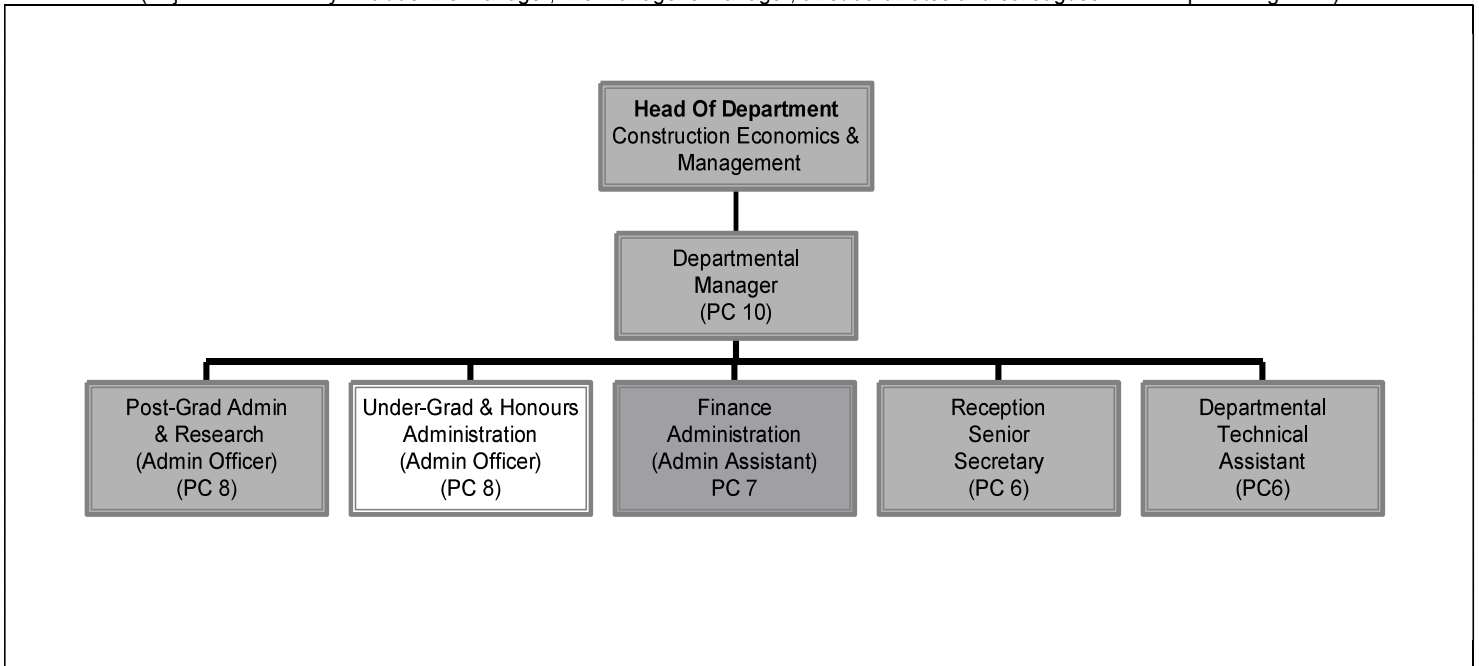 Head Of Department
Construction Economics &
Management
Departmental
Manager
(PC 10)
Post-Grad Admin
& Research
(Admin Officer)
(PC 8)
Under-Grad & Honours
Administration
(Admin Officer)
(PC 8)
Finance
Administration
(Admin Assistant)
PC 7
Reception
Senior
Secretary
(PC 6)
Departmental
Technical
Assistant
(PC6)